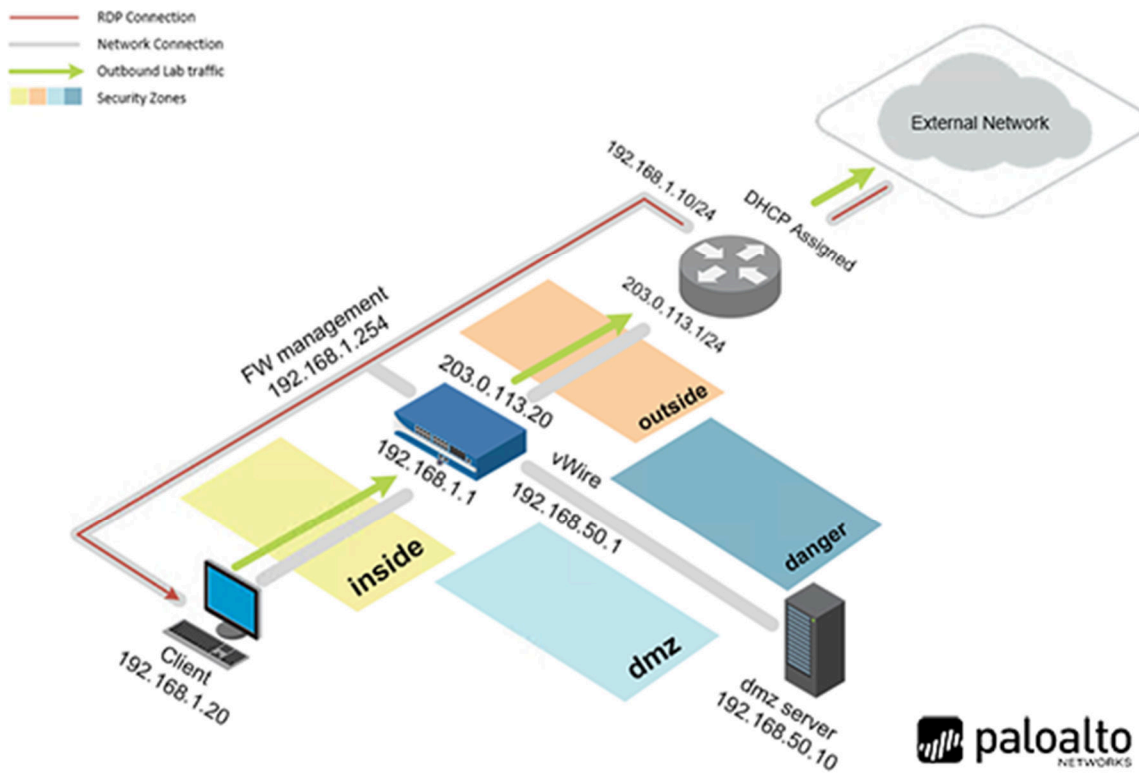 RDP Connection
Network Connection
Outbound Lab traffic
Security Zones
External Network
192.168.1.10/24
DHCP Assigned
203.0.113.1/24
FW management
192.168.1.254
203.0.113.20
outside
192.168.1.1
vWire
192.168.50.1
danger
inside
dmz
Client
192.168.1.20
dmz server
192.168.50.10
paloalto
NETWORKS